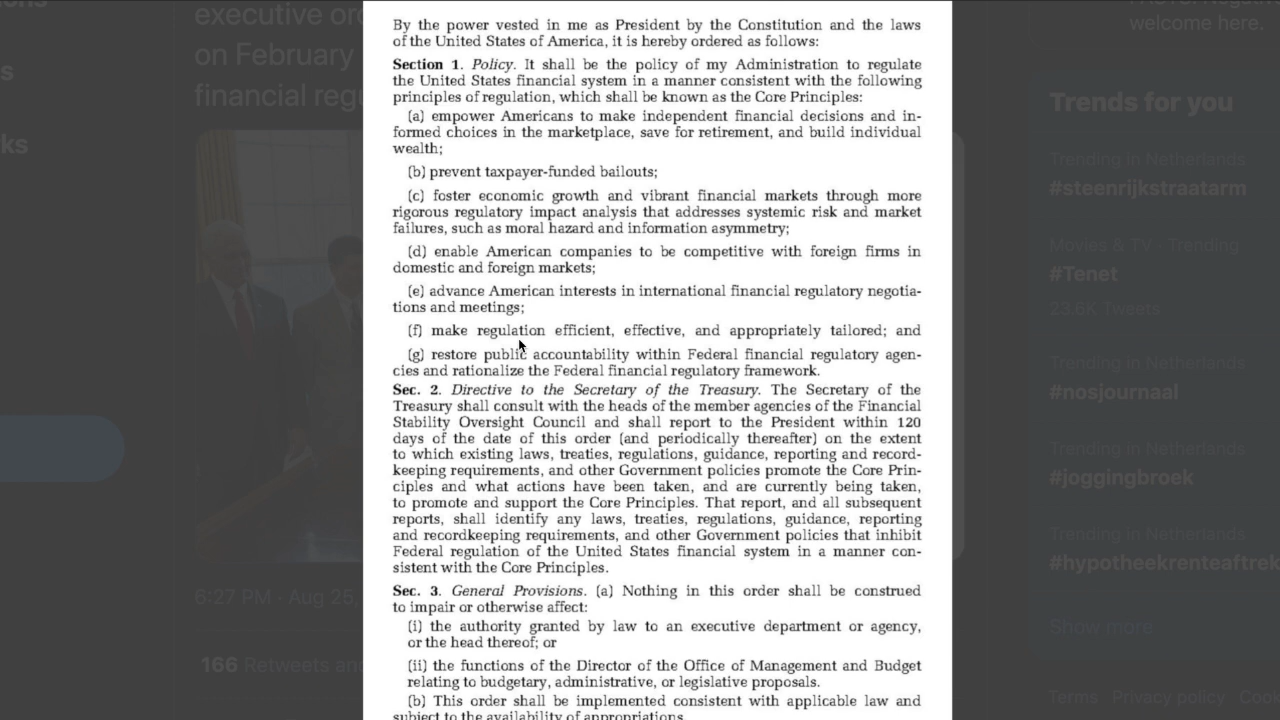 executive ord
on February
financial regu
By the power vested in me as President by the Constitution and the laws
of the United States of America, it is hereby ordered as follows:
Section 1. Policy. It shall be the policy of my Administration to regulate
the United States financial system in a manner consistent with the following
principles of regulation, which shall be known as the Core Principles:
(a) empower Americans to make independent financial decisions and in-
formed choices in the marketplace, save for retirement, and build individual
wealth;
(b) prevent taxpayer-funded bailouts;
(c) foster economic growth and vibrant financial markets through more
rigorous regulatory impact analysis that addresses systemic risk and market
failures, such as moral hazard and information asymmetry;
(d) enable American companies to be competitive with foreign firms in
domestic and foreign markets;
(e) advance American interests in international financial regulatory negotia-
tions and meetings;
(f) make regulation efficient, effective, and appropriately tailored; and
(g) restore public accountability within Federal financial regulatory agen-
cies and rationalize the Federal financial regulatory framework.
Sec. 2. Directive to the Secretary of the Treasury. The Secretary of the
Treasury shall consult with the heads of the member agencies of the Financial
Stability Oversight Council and shall report to the President within 120
days of the date of this order (and periodically thereafter) on the extent
to which existing laws, treaties, regulations, guidance, reporting and record-
keeping requirements, and other Government policies promote the Core Prin-
ciples and what actions have been taken, and are currently being taken,
to promote and support the Core Principles. That report, and all subsequent
reports, shall identify any laws, treaties, regulations, guidance, reporting
and recordkeeping requirements, and other Government policies that inhibit
Federal regulation of the United States financial system in a manner con-
sistent with the Core Principles.
Sec. 3. General Provisions. (a) Nothing in this order shall be construed
to impair or otherwise affect:
(i) the authority granted by law to an executive department or agency,
or the head thereof; or
(ii) the functions of the Director of the Office of Management and Budget
relating to budgetary, administrative, or legislative proposals.
(b) This order shall be implemented consistent with applicable law and
subject to the availability of appropriations.
6:27 PM · Aug 25,
166 Retweets and
welcome here.
Trends for you
Trending in Netherlands
#steenrijkstraatarm
Movies & TV · Trending
#Tenet
23.6K Tweets
Trending in Netherlands
#nosjournaal
Trending in Netherlands
#joggingbroek
Trending in Netherlands
#hypotheekrenteaftrek
Show more
Terms Privacy policy Cook